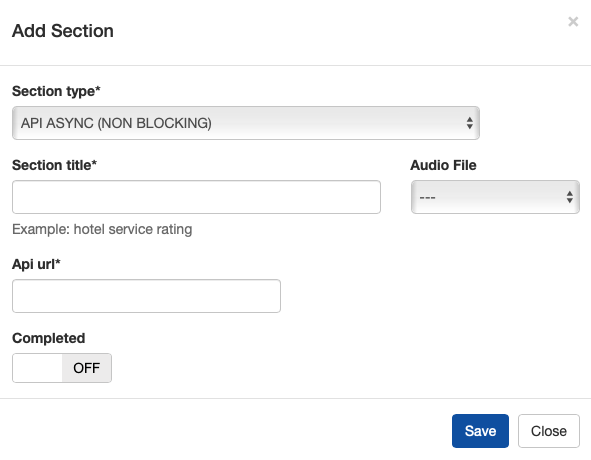 Add Section
×
Section type*
API ASYNC (NON BLOCKING)
Section title*
Audio File
---
Example: hotel service rating
Api url*
Completed
OFF
Save
Close